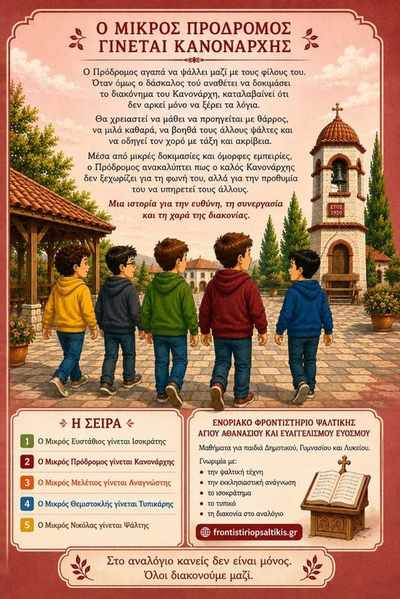 Ο ΜΙΚΡΟΣ ΠΡΟΔΡΟΜΟΣ
ΓΙΝΕΤΑΙ ΚΑΝΟΝΑΡΧΗΣ
Ο Πρόδρομος αγαπά να ψάλλει μαζί με τους φίλους του.
Όταν όμως ο δάσκαλος τού αναθέτει να δοκιμάσει
το διακόνημα του Κανονάρχη, καταλαβαίνει ότι
δεν αρκεί μόνο να ξέρει τα λόγια.
Θα χρειαστεί να μάθει να προηγείται με θάρρος,
να μιλά καθαρά, να βοηθά τους άλλους ψάλτες και
να οδηγεί τον χορό με τάξη και ακρίβεια.
Μέσα από μικρές δοκιμασίες και όμορφες εμπειρίες,
ο Πρόδρομος ανακαλύπτει πως ο καλός Κανονάρχης
δεν ξεχωρίζει για τη φωνή του, αλλά για την προθυμία
του να υπηρετεί τους άλλους.
Μια ιστορία για την ευθύνη, τη συνεργασία
και τη χαρά της διακονίας.
ΕΤΟΣ
Η ΣΕΙΡΑ
1 Ο Μικρός Ευστάθιος γίνεται Ισοκράτης
2 Ο Μικρός Πρόδρομος γίνεται Κανονάρχης
3 Ο Μικρός Μελέτιος γίνεται Αναγνώστης
4 Ο Μικρός Θεμιστοκλής γίνεται Τυπικάρης
5 Ο Μικρός Νικόλας γίνεται Ψάλτης
ΕΝΟΡΙΑΚΟ ΦΡΟΝΤΙΣΤΗΡΙΟ ΨΑΛΤΙΚΗΣ
ΑΓΙΟΥ ΑΘΑΝΑΣΙΟΥ ΚΑΙ ΕΥΑΓΓΕΛΙΣΜΟΥ ΕΥΟΣΜΟΥ
Μαθήματα για παιδιά Δημοτικού, Γυμνασίου και Λυκείου.
Γνωριμία με:
• την ψαλτική τέχνη
• την εκκλησιαστική ανάγνωση
• το ισοκράτημα
• το τυπικό
• τη διακονία στο αναλόγιο
frontistiriopsaltikis.gr
Στο αναλόγιο κανείς δεν είναι μόνος.
Όλοι διακονούμε μαζί.